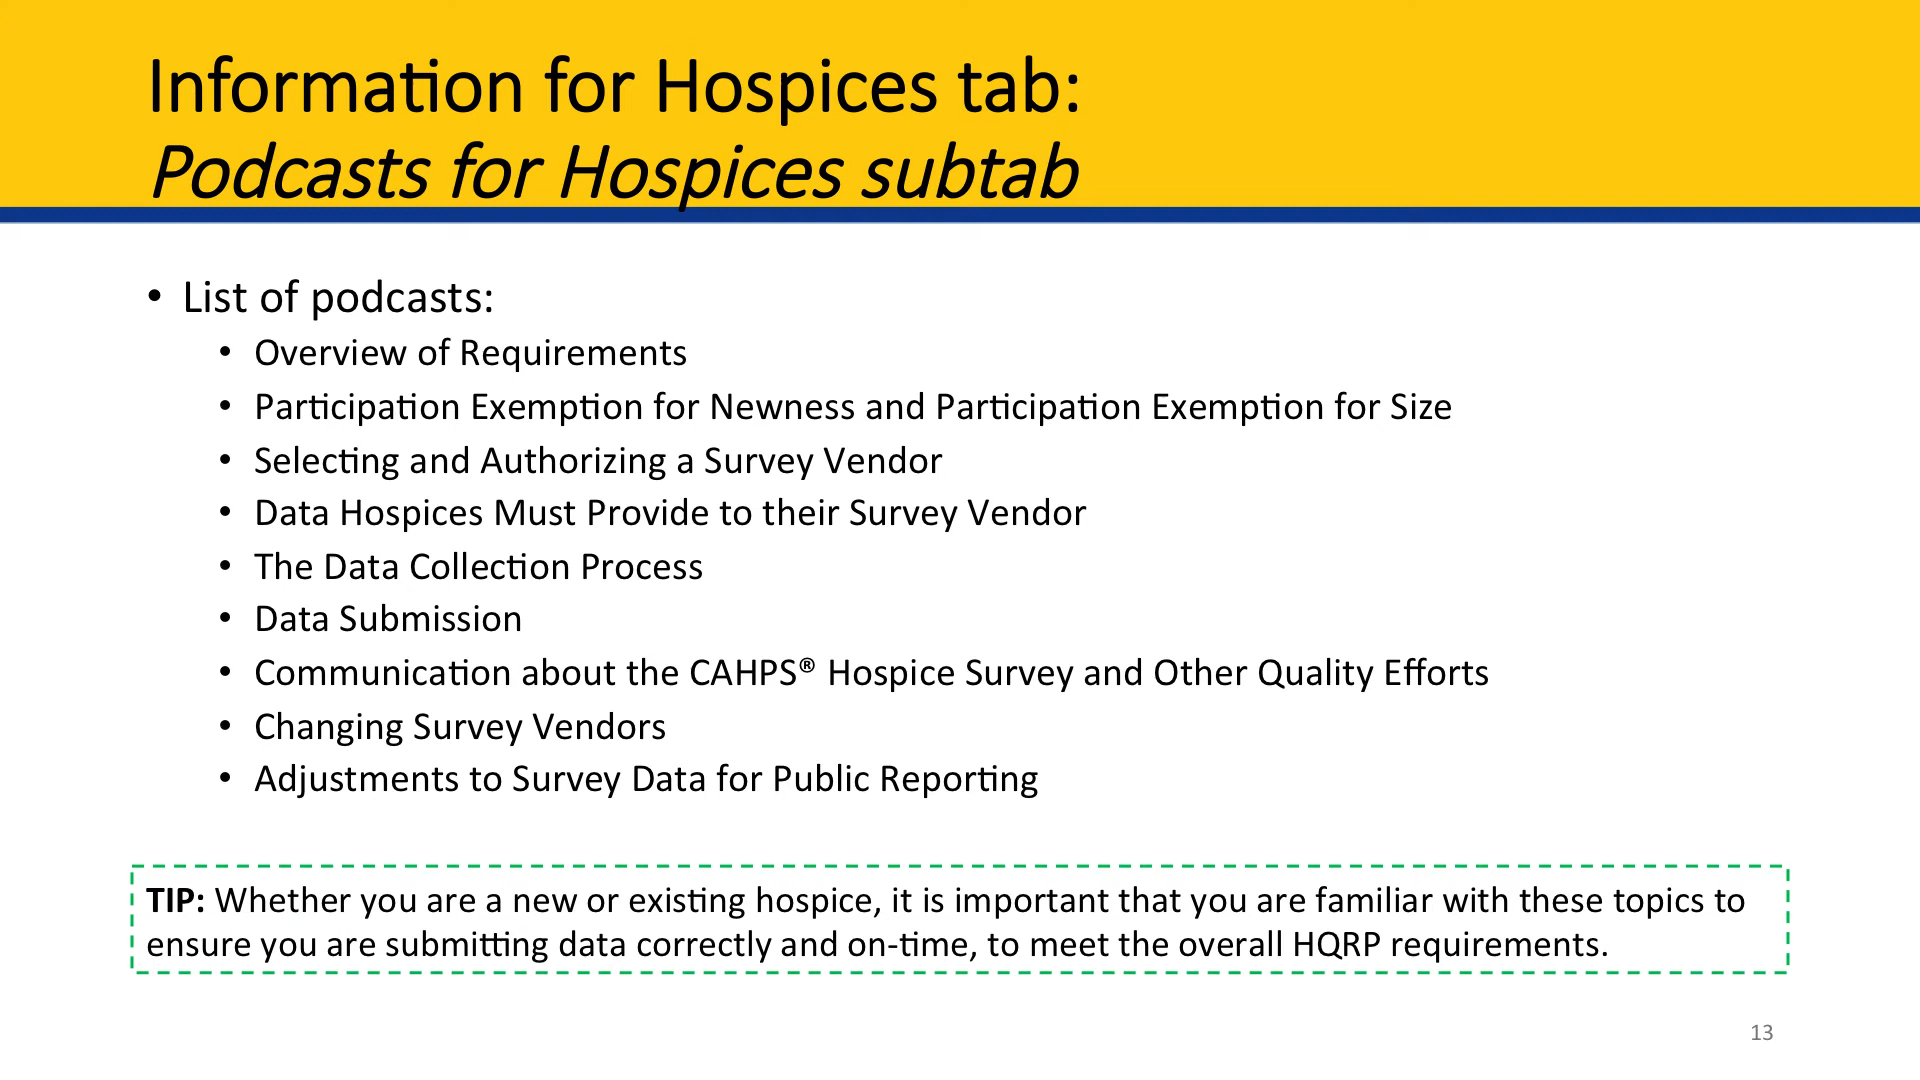 Information for Hospices tab:
Podcasts for Hospices subtab
• List of podcasts:
• Overview of Requirements
• Participation Exemption for Newness and Participation Exemption for Size
• Selecting and Authorizing a Survey Vendor
• Data Hospices Must Provide to their Survey Vendor
• The Data Collection Process
• Data Submission
• Communication about the CAHPS® Hospice Survey and Other Quality Efforts
• Changing Survey Vendors
• Adjustments to Survey Data for Public Reporting
TIP: Whether you are a new or existing hospice, it is important that you are familiar with these topics to
ensure you are submitting data correctly and on-time, to meet the overall HQRP requirements.
13